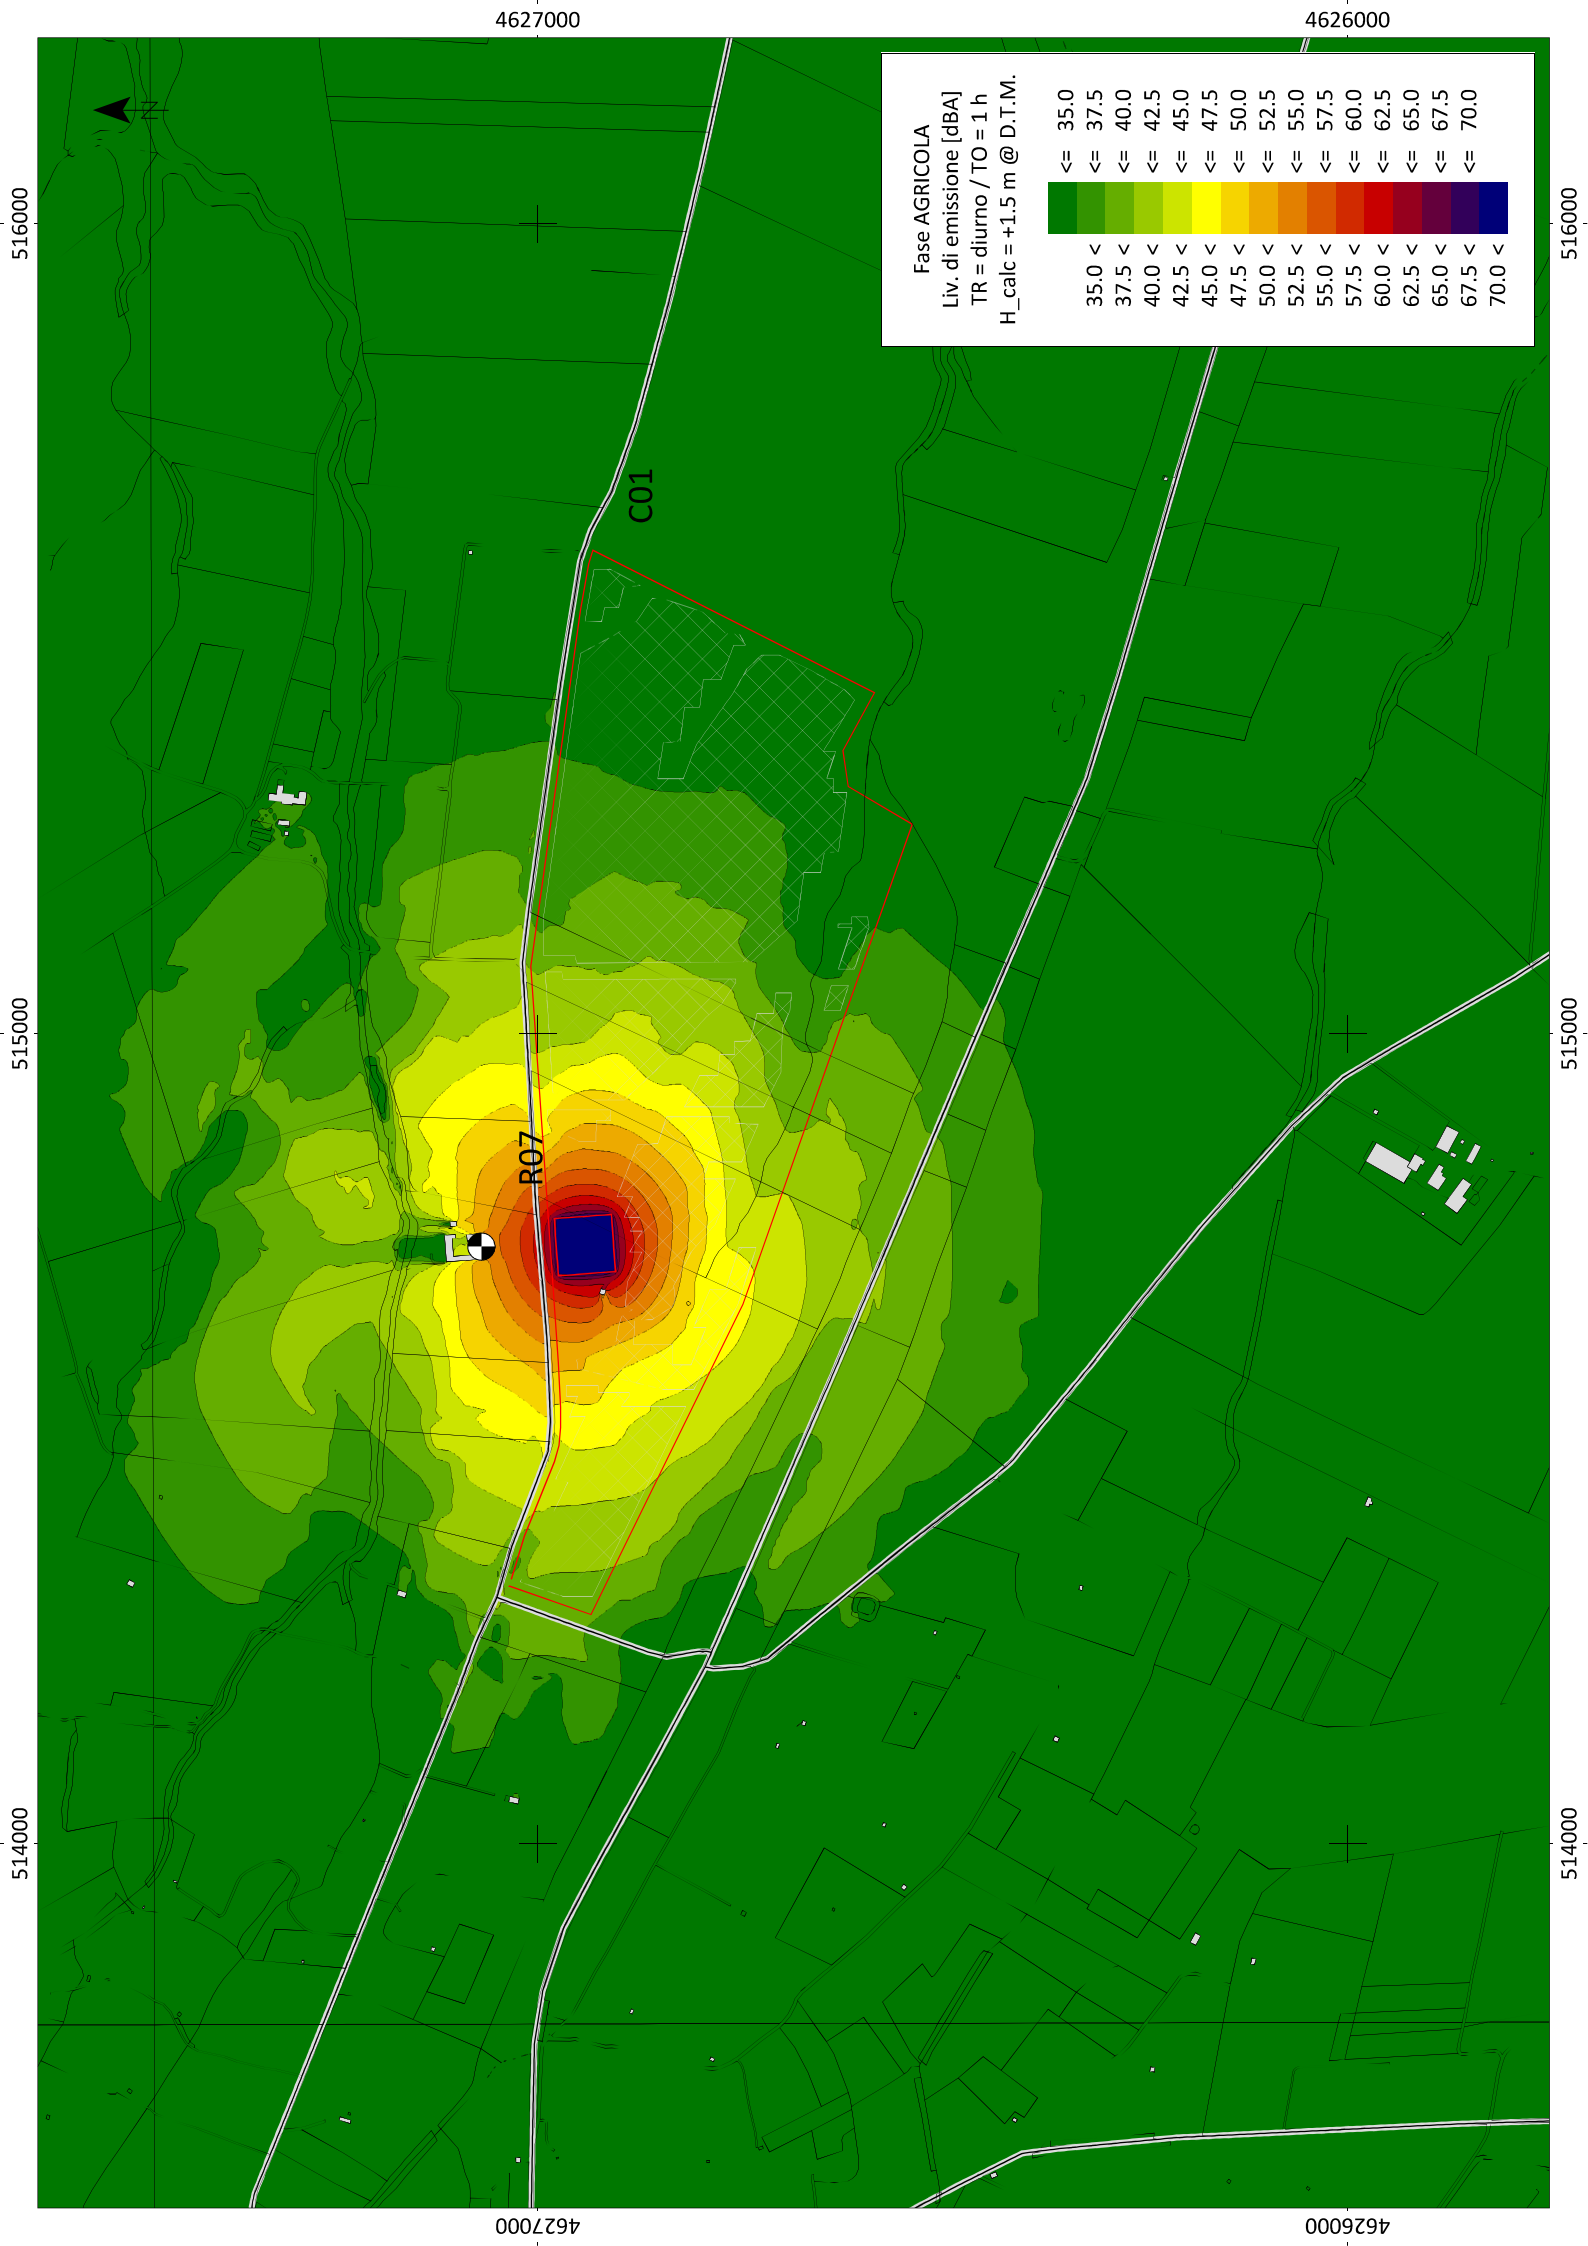 4627000
4626000
516000
516000
N
Fase AGRICOLA
Liv. di emissione [dBA]
TR = diurno / TO = 1 h
H_calc = +1.5 m @ D.T.M.
<= 35.0
35.0 < <= 37.5
37.5 < <= 40.0
40.0 < <= 42.5
42.5 < <= 45.0
45.0 < <= 47.5
47.5 < <= 50.0
50.0 < <= 52.5
52.5 < <= 55.0
55.0 < <= 57.5
57.5 < <= 60.0
60.0 < <= 62.5
62.5 < <= 65.0
65.0 < <= 67.5
67.5 < <= 70.0
70.0 <
C01
515000
515000
R07
514000
514000
4627000
4626000